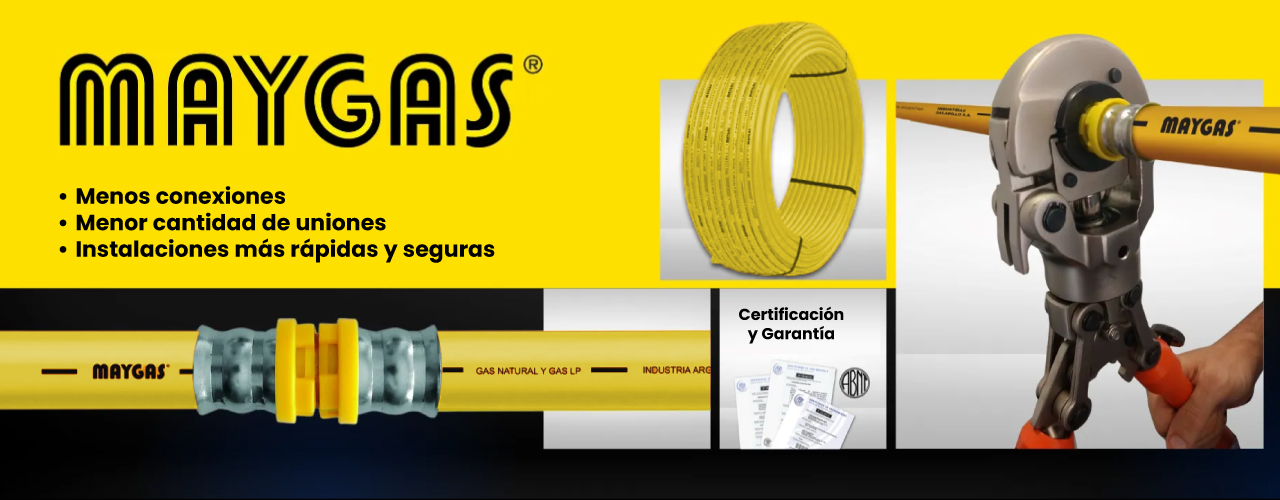 MAYGAS®
• Menos conexiones
• Menor cantidad de uniones
• Instalaciones más rápidas y seguras
MAYGAS®
MAYGAS®
GAS NATURAL Y GAS LP
INDUSTRIA ARG
Certificación
y Garantía
ABNT